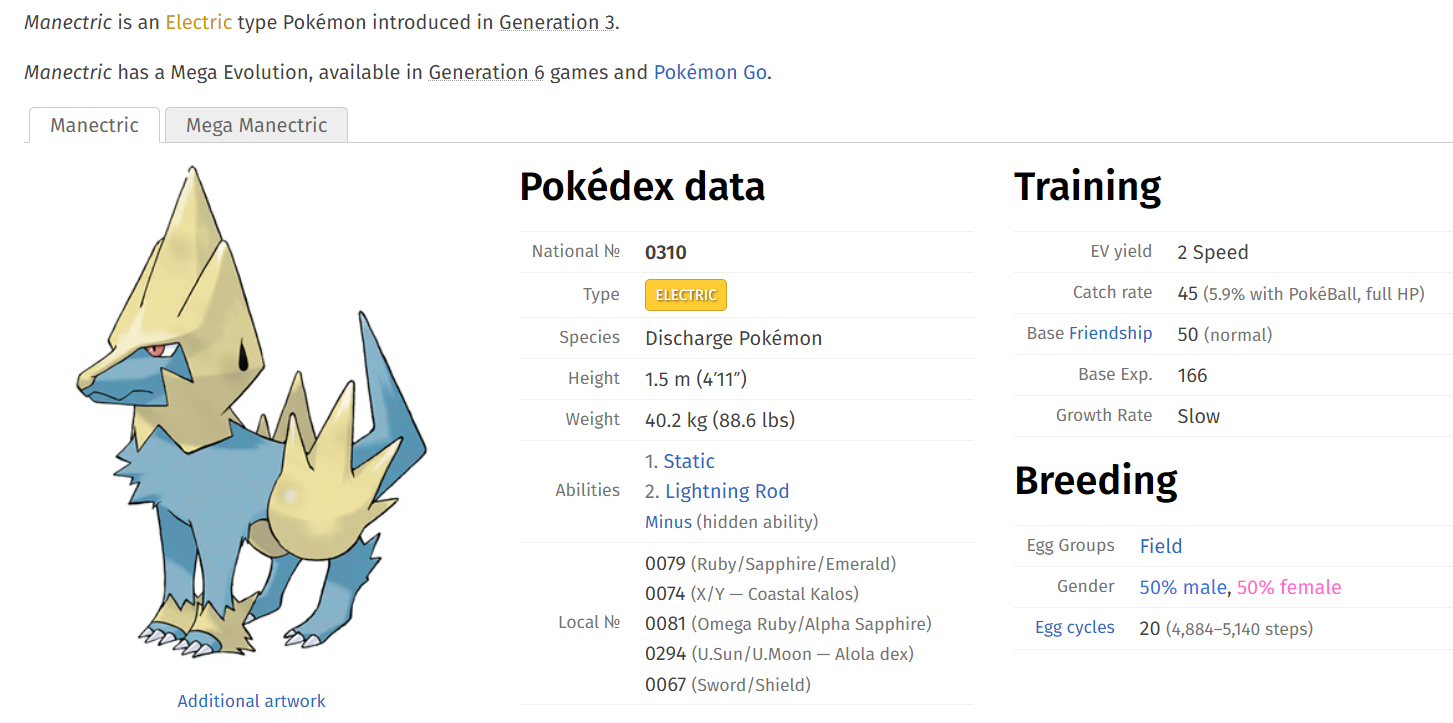 Manectric is an Electric type Pokémon introduced in Generation 3.
Manectric has a Mega Evolution, available in Generation 6 games and Pokémon Go.
Manectric
Mega Manectric
Additional artwork
Pokédex data
National № 0310
Type ELECTRIC
Species Discharge Pokémon
Height 1.5 m (4′11″)
Weight 40.2 kg (88.6 lbs)
Abilities
1. Static
2. Lightning Rod
Minus (hidden ability)
Local №
0079 (Ruby/Sapphire/Emerald)
0074 (X/Y — Coastal Kalos)
0081 (Omega Ruby/Alpha Sapphire)
0294 (U.Sun/U.Moon — Alola dex)
0067 (Sword/Shield)
Training
EV yield 2 Speed
Catch rate 45 (5.9% with PokéBall, full HP)
Base Friendship 50 (normal)
Base Exp. 166
Growth Rate Slow
Breeding
Egg Groups Field
Gender 50% male, 50% female
Egg cycles 20 (4,884–5,140 steps)